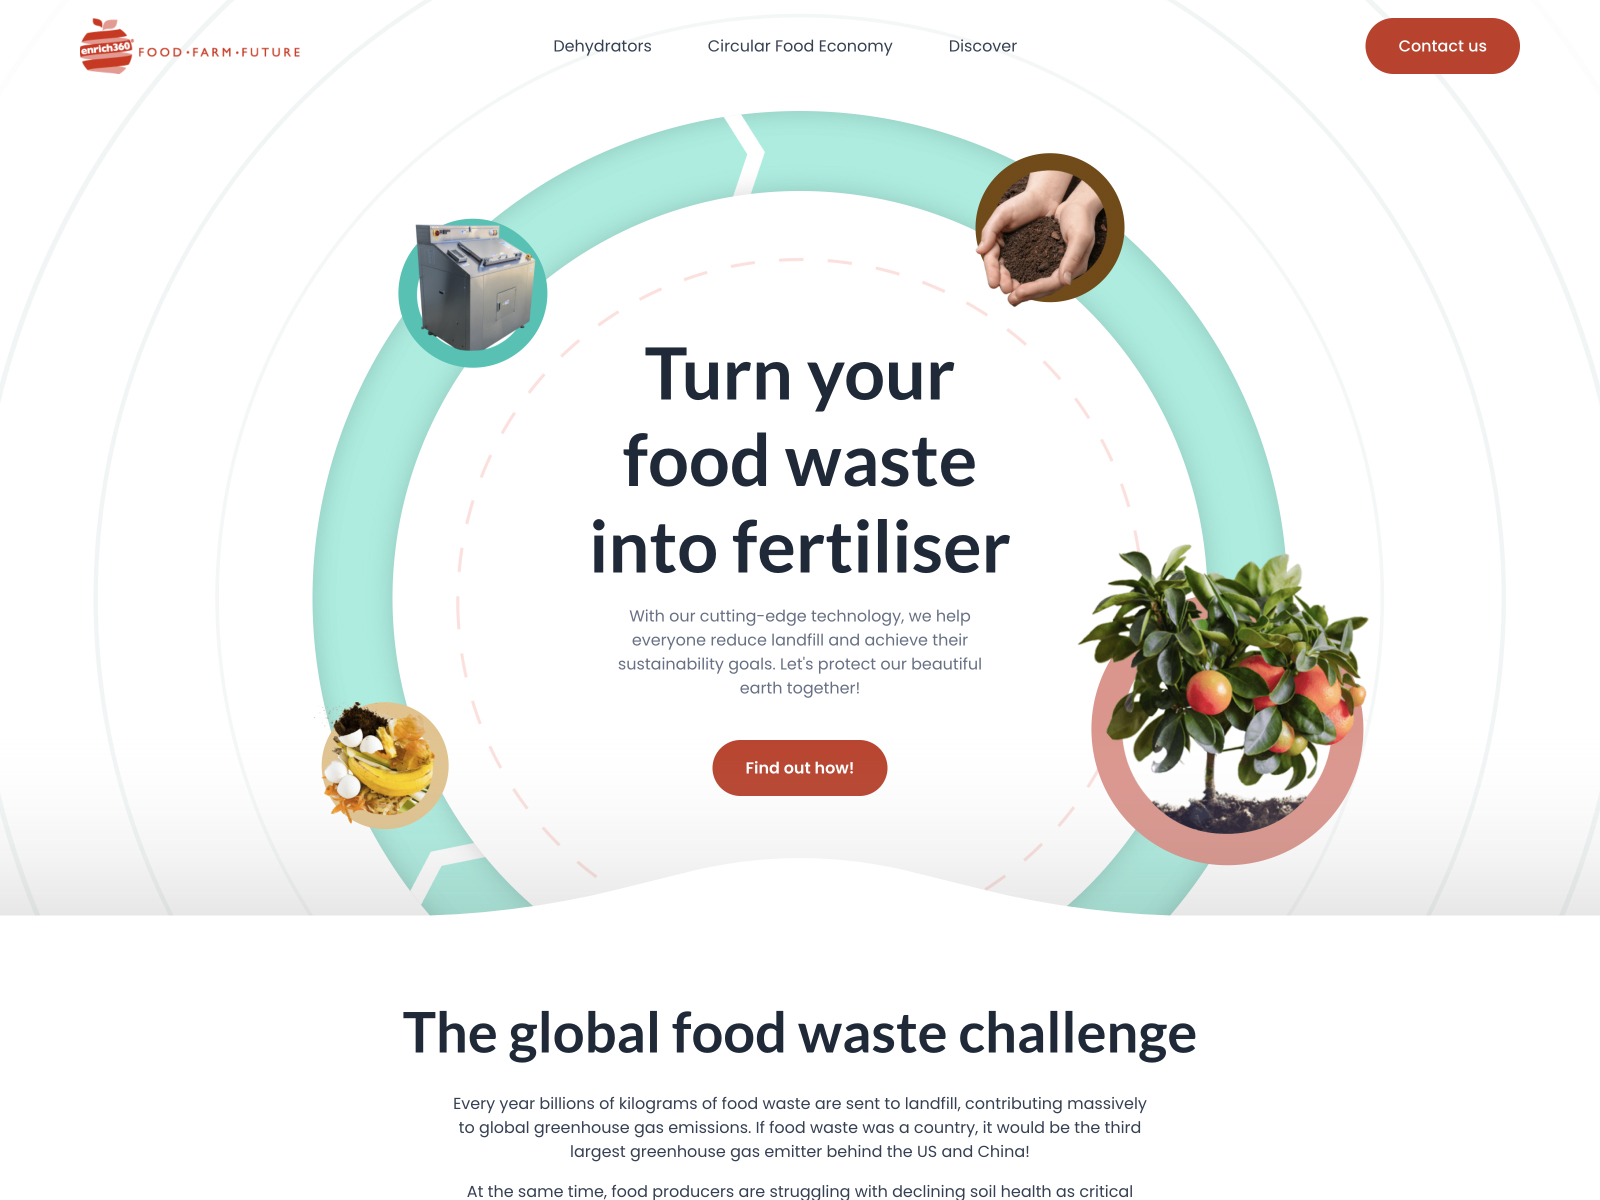 enrich360
FOOD·FARM·FUTURE
Dehydrators
Circular Food Economy
Discover
Contact us
Turn your
food waste
into fertiliser
With our cutting-edge technology, we help
everyone reduce landfill and achieve their
sustainability goals. Let's protect our beautiful
earth together!
Find out how!
The global food waste challenge
Every year billions of kilograms of food waste are sent to landfill, contributing massively
to global greenhouse gas emissions. If food waste was a country, it would be the third
largest greenhouse gas emitter behind the US and China!
At the same time, food producers are struggling with declining soil health as critical